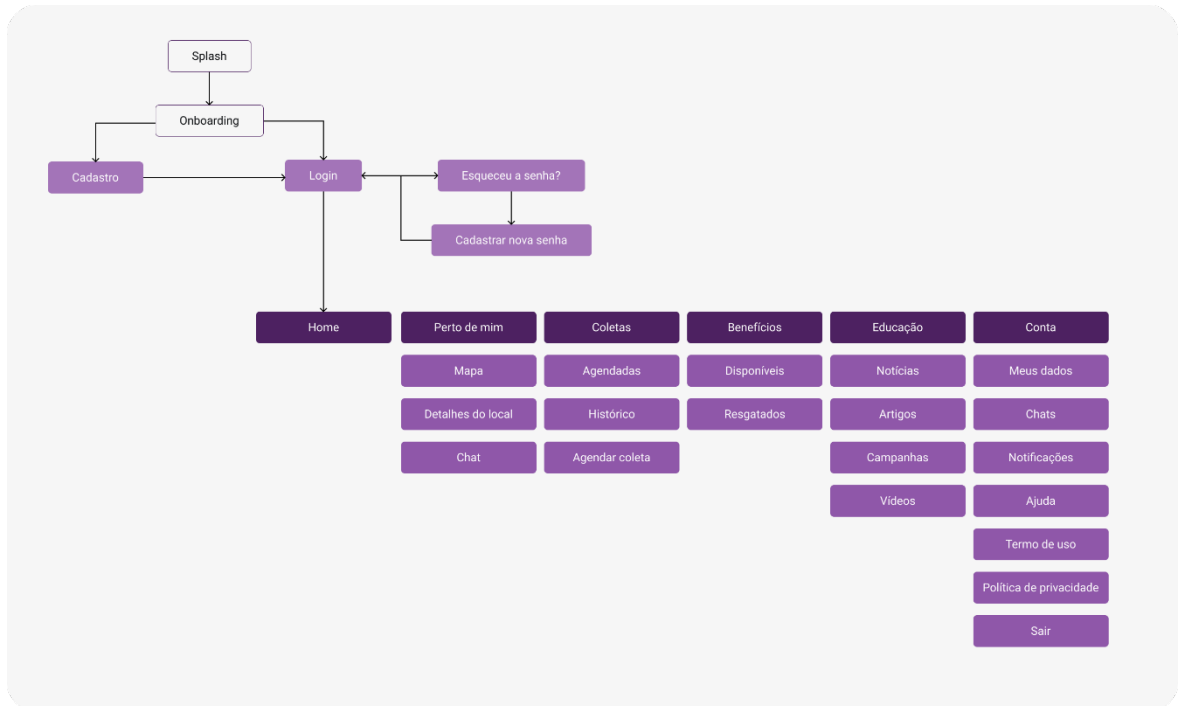 Splash
Onboarding
Cadastro
Login
Esqueceu a senha?
Cadastrar nova senha
Home
Perto de mim
Coletas
Benefícios
Educação
Conta
Mapa
Agendadas
Disponíveis
Notícias
Meus dados
Detalhes do local
Histórico
Resgatados
Artigos
Chats
Chat
Agendar coleta
Campanhas
Notificações
Vídeos
Ajuda
Termo de uso
Política de privacidade
Sair